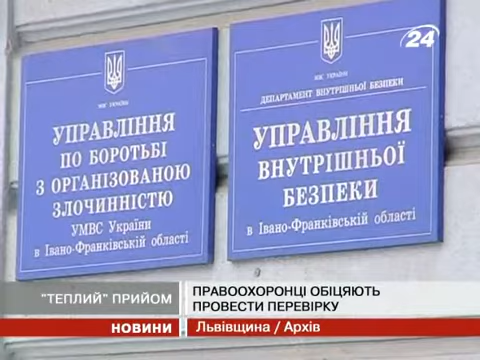 24
МВС УКРАЇНИ
УПРАВЛІННЯ
ПО БОРОТЬБІ
З ОРГАНІЗОВАНОЮ
ЗЛОЧИННІСТЮ
УМВС України
в Івано-Франківській області
МВС УКРАЇНИ
ДЕПАРТАМЕНТ ВНУТРІШНЬОЇ БЕЗПЕКИ
УПРАВЛІННЯ
ВНУТРІШНЬОЇ
БЕЗПЕКИ
в Івано-Франківській області
"ТЕПЛИЙ" ПРИЙОМ
ПРАВООХОРОНЦІ ОБІЦЯЮТЬ
ПРОВЕСТИ ПЕРЕВІРКУ
НОВИНИ
Львівщина / Архів